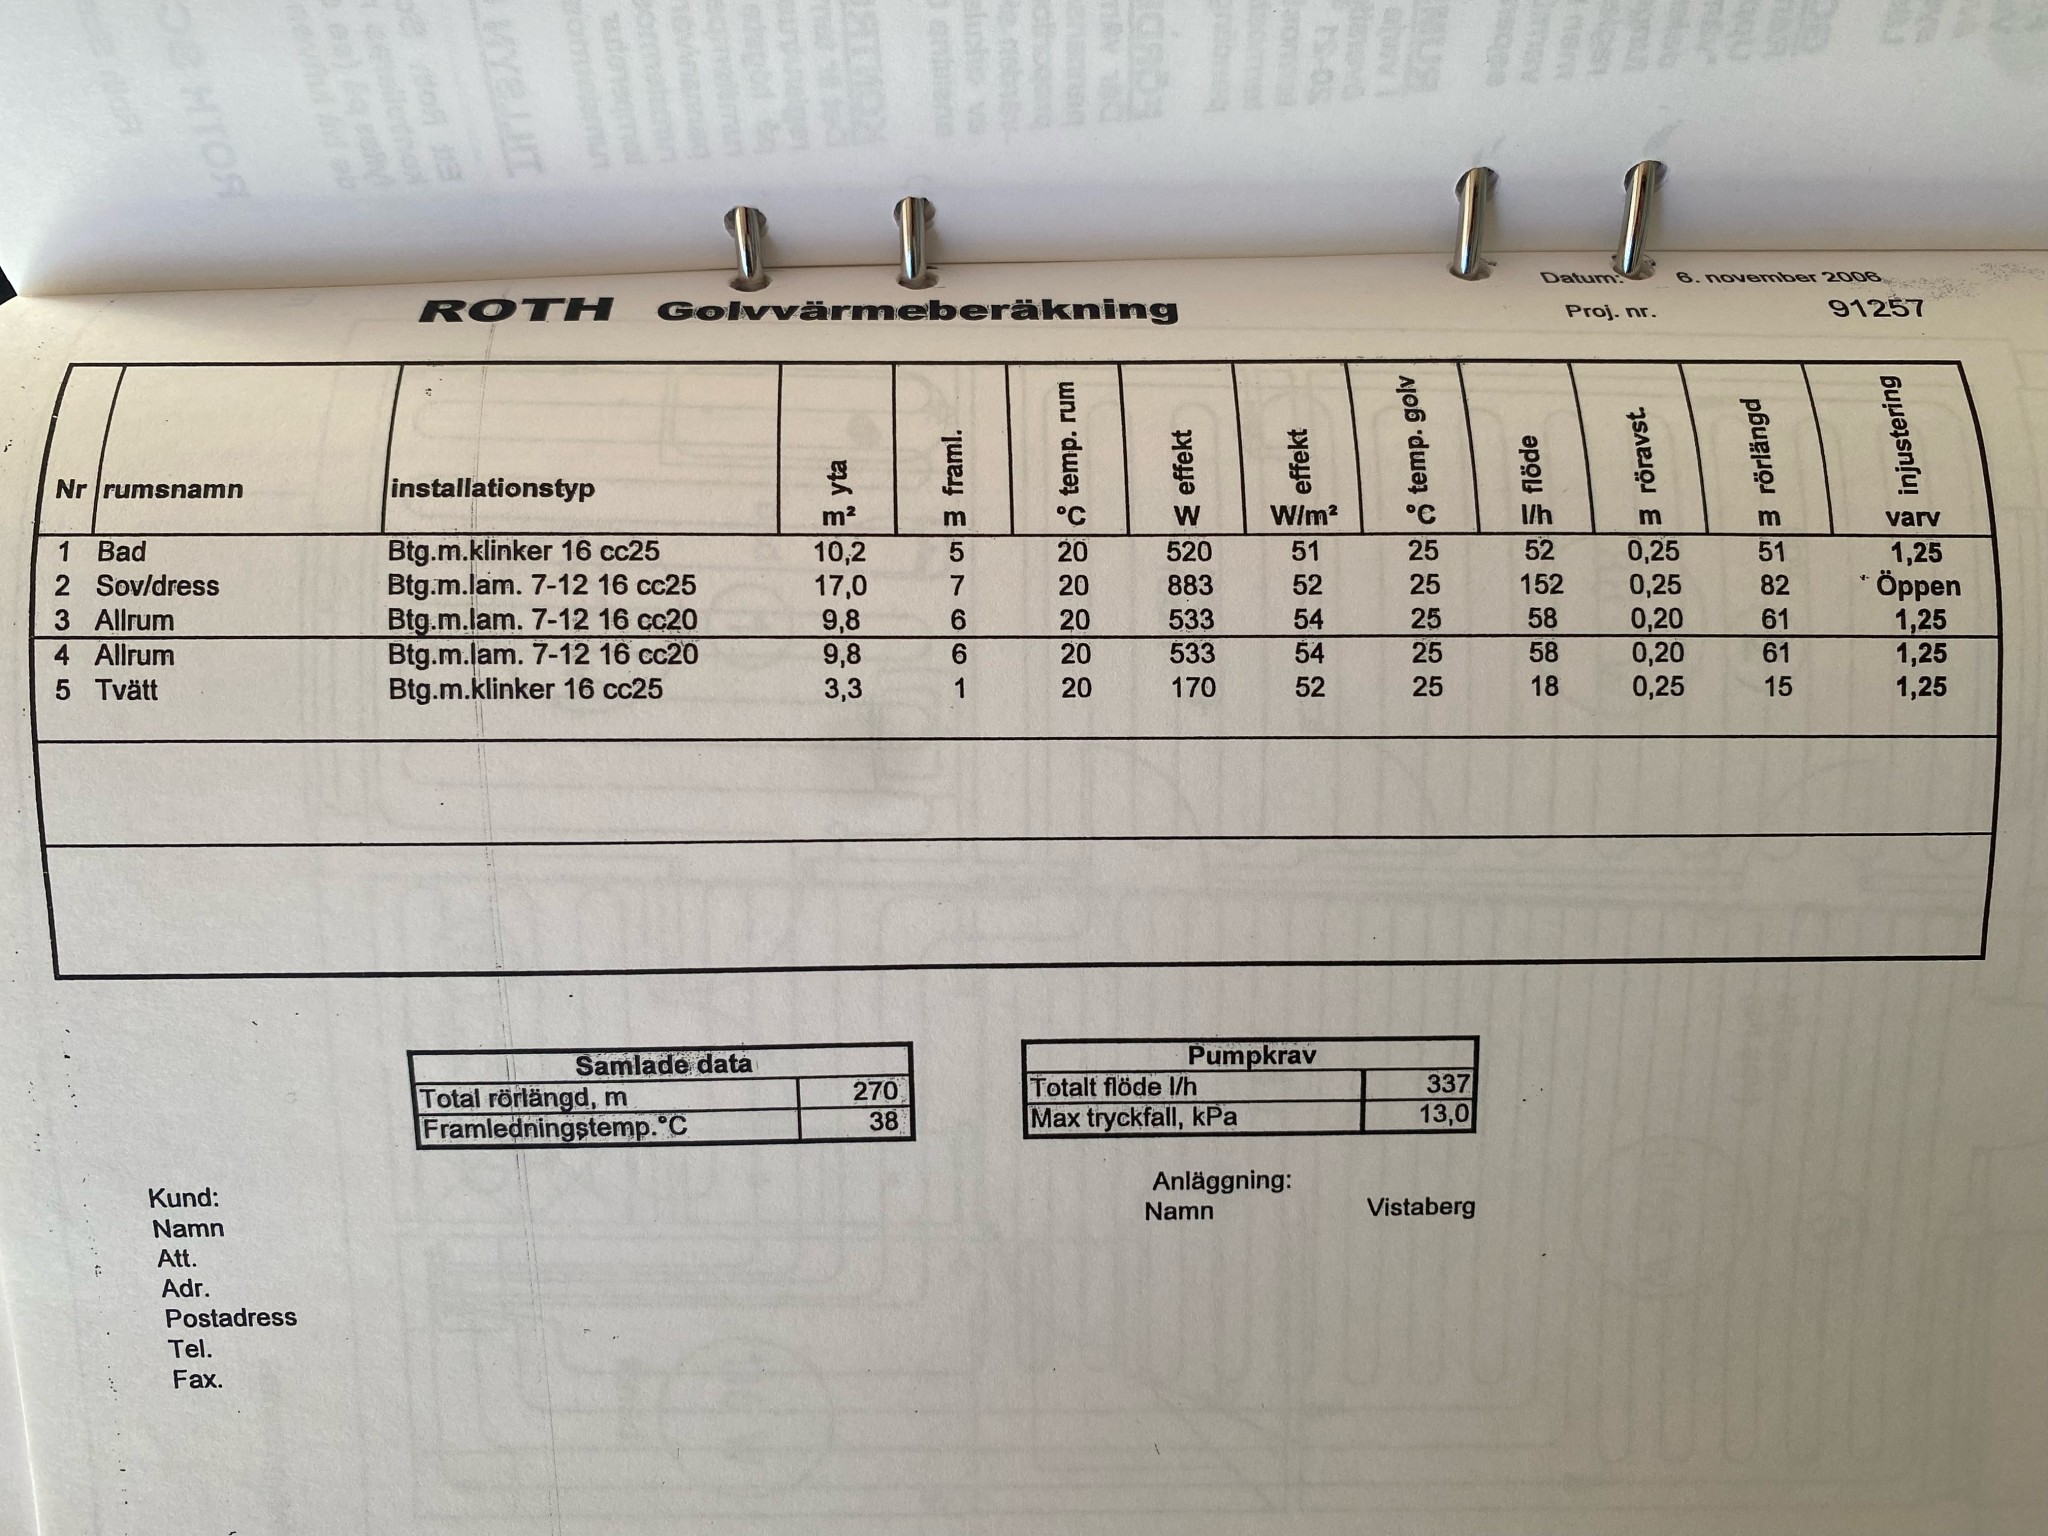 Datum: 6. november 2006
ROTH Golvvärmeberäkning
Proj. nr. 91257
Nr rumsnamn installationstyp yta m² framl. m temp. rum °C effekt W effekt W/m² temp. golv °C flöde l/h röravst. m rörlängd m injustering varv
1 Bad Btg.m.klinker 16 cc25 10,2 5 20 520 51 25 52 0,25 51 1,25
2 Sov/dress Btg.m.lam. 7-12 16 cc25 17,0 7 20 883 52 25 152 0,25 82 Öppen
3 Allrum Btg.m.lam. 7-12 16 cc20 9,8 6 20 533 54 25 58 0,20 61 1,25
4 Allrum Btg.m.lam. 7-12 16 cc20 9,8 6 20 533 54 25 58 0,20 61 1,25
5 Tvätt Btg.m.klinker 16 cc25 3,3 1 20 170 52 25 18 0,25 15 1,25
Samlade data
Total rörlängd, m 270
Framledningstemp.°C 38
Pumpkrav
Totalt flöde l/h 337
Max tryckfall, kPa 13,0
Kund:
Namn
Att.
Adr.
Postadress
Tel.
Fax.
Anläggning:
Namn Vistaberg